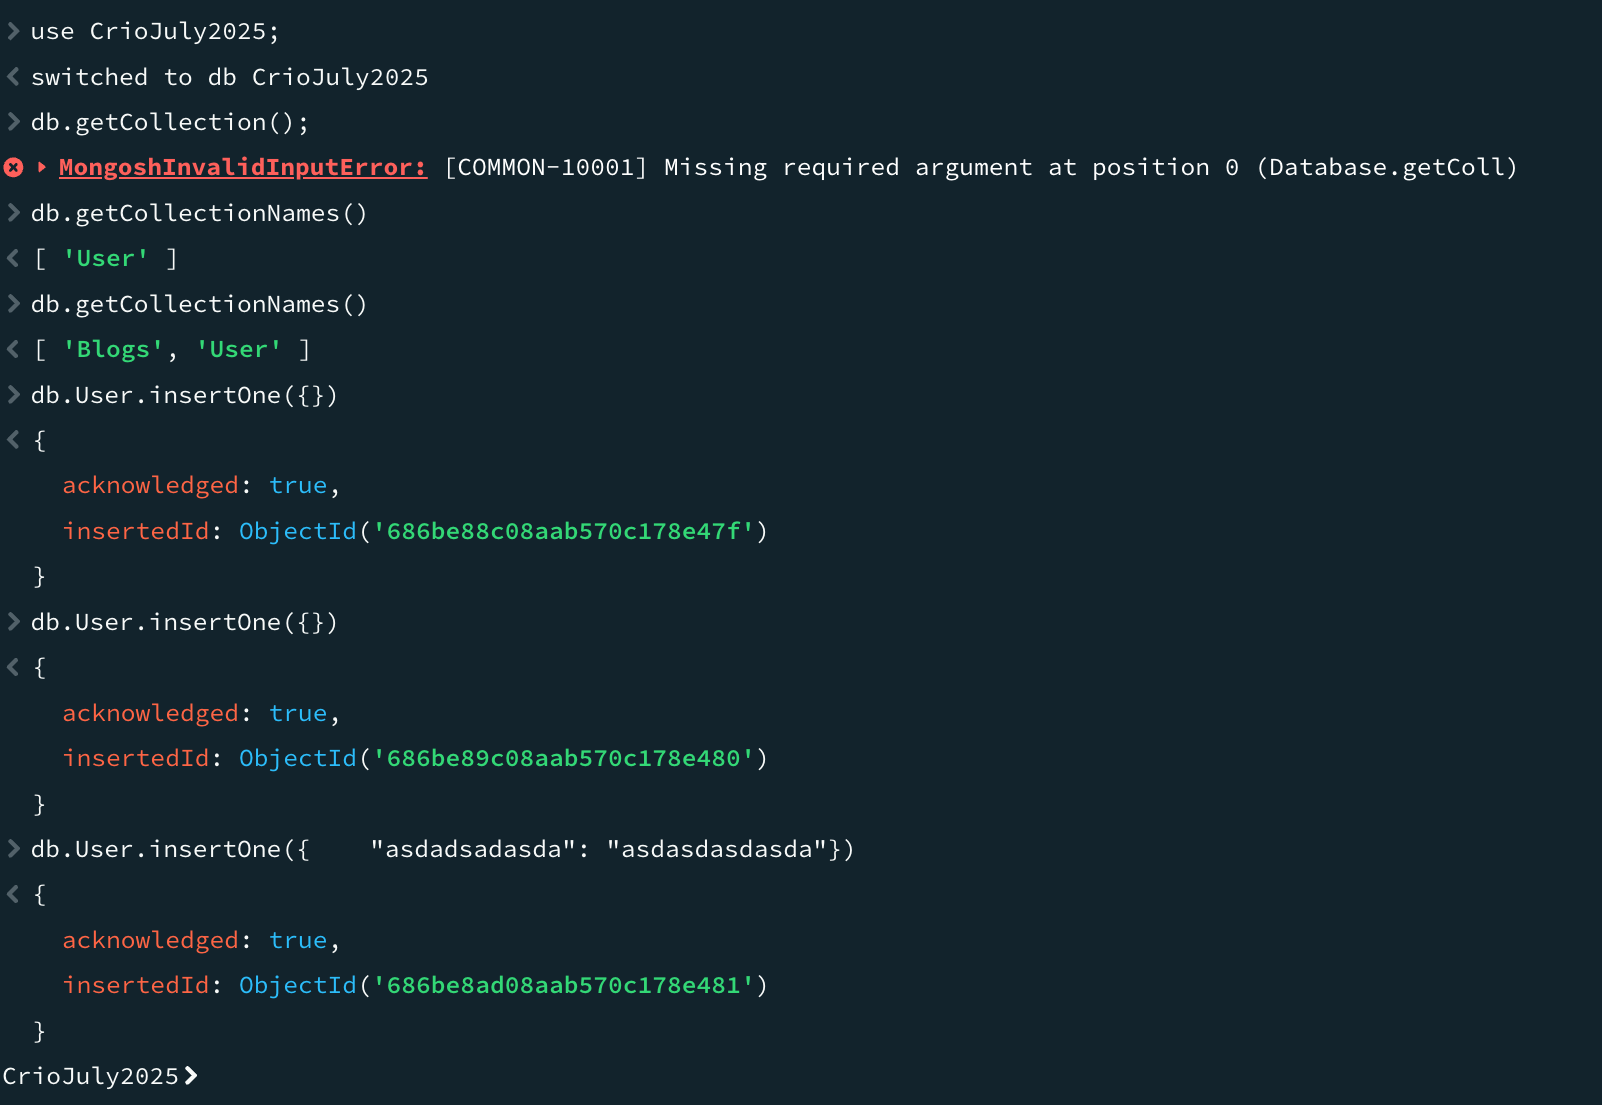 > use CrioJuly2025;
< switched to db CrioJuly2025
> db.getCollection();
MongoshInvalidInputError: [COMMON-10001] Missing required argument at position 0 (Database.getColl)
> db.getCollectionNames()
< [ 'User' ]
> db.getCollectionNames()
< [ 'Blogs', 'User' ]
> db.User.insertOne({})
< {
acknowledged: true,
insertedId: ObjectId('686be88c08aab570c178e47f')
}
> db.User.insertOne({})
< {
acknowledged: true,
insertedId: ObjectId('686be89c08aab570c178e480')
}
> db.User.insertOne({    "asdadsadasda": "asdasdasdasda"})
< {
acknowledged: true,
insertedId: ObjectId('686be8ad08aab570c178e481')
}
CrioJuly2025>